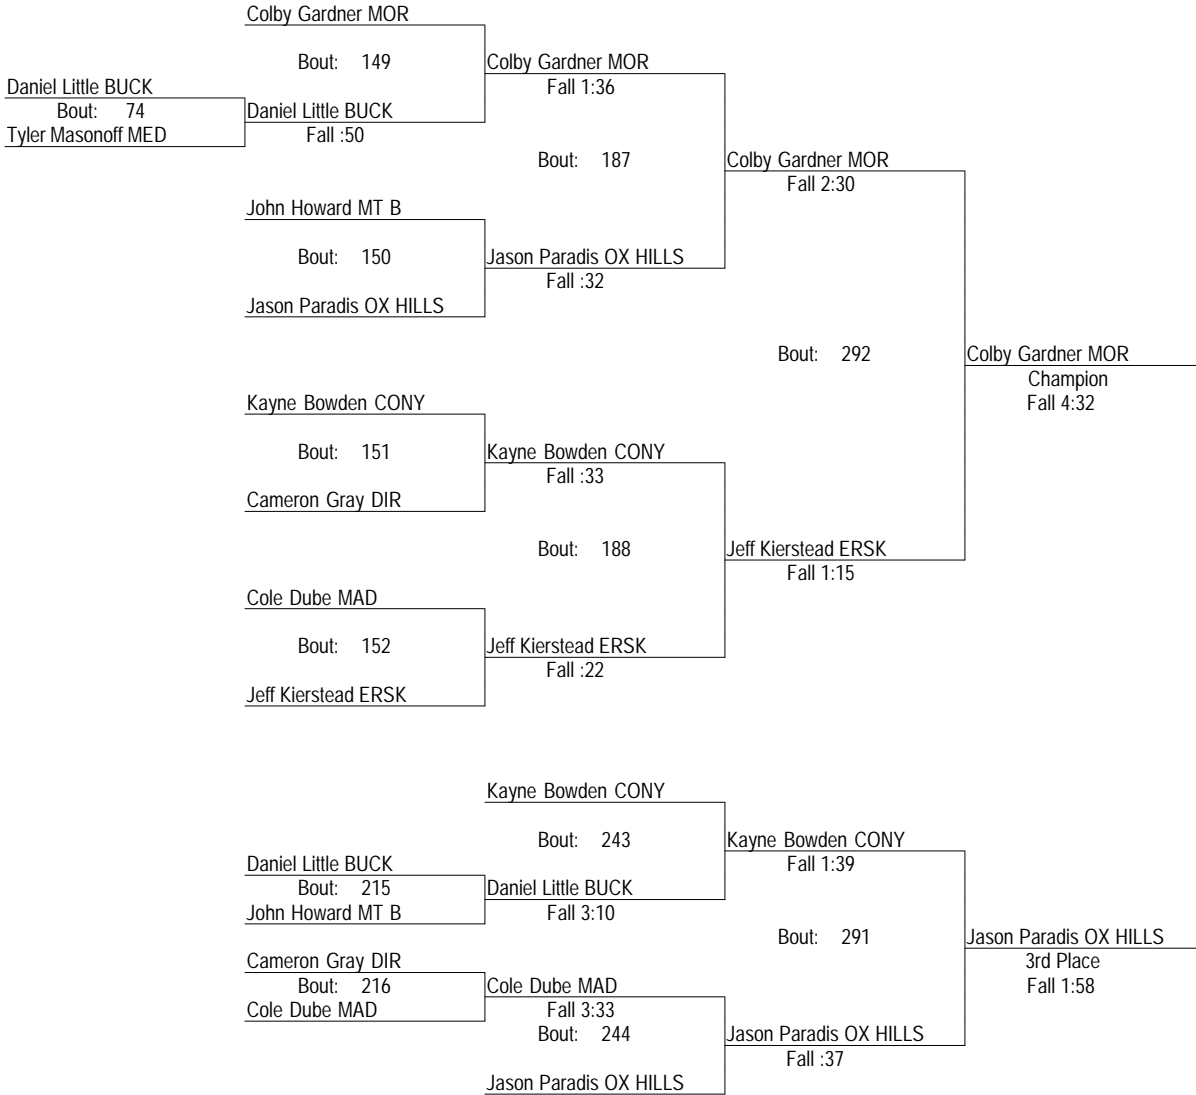 Colby Gardner MOR
Bout: 149
Colby Gardner MOR
Fall 1:36
Daniel Little BUCK
Bout: 74
Tyler Masonoff MED
Daniel Little BUCK
Fall :50
Bout: 187
Colby Gardner MOR
Fall 2:30
John Howard MT B
Bout: 150
Jason Paradis OX HILLS
Fall :32
Jason Paradis OX HILLS
Bout: 292
Colby Gardner MOR
Champion
Fall 4:32
Kayne Bowden CONY
Bout: 151
Kayne Bowden CONY
Fall :33
Cameron Gray DIR
Bout: 188
Jeff Kierstead ERSK
Fall 1:15
Cole Dube MAD
Bout: 152
Jeff Kierstead ERSK
Fall :22
Jeff Kierstead ERSK
Kayne Bowden CONY
Bout: 243
Kayne Bowden CONY
Fall 1:39
Daniel Little BUCK
Bout: 215
John Howard MT B
Daniel Little BUCK
Fall 3:10
Bout: 291
Jason Paradis OX HILLS
3rd Place
Fall 1:58
Cameron Gray DIR
Bout: 216
Cole Dube MAD
Cole Dube MAD
Fall 3:33
Bout: 244
Jason Paradis OX HILLS
Fall :37
Jason Paradis OX HILLS